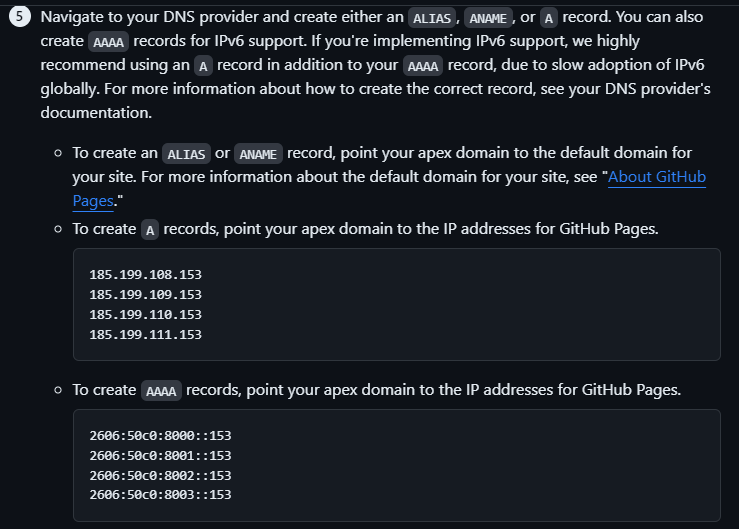 5 Navigate to your DNS provider and create either an ALIAS, ANAME, or A record. You can also
create AAAA records for IPv6 support. If you're implementing IPv6 support, we highly
recommend using an A record in addition to your AAAA record, due to slow adoption of IPv6
globally. For more information about how to create the correct record, see your DNS provider's
documentation.
To create an ALIAS or ANAME record, point your apex domain to the default domain for
your site. For more information about the default domain for your site, see "About GitHub
Pages."
To create A records, point your apex domain to the IP addresses for GitHub Pages.
185.199.108.153
185.199.109.153
185.199.110.153
185.199.111.153
To create AAAA records, point your apex domain to the IP addresses for GitHub Pages.
2606:50c0:8000::153
2606:50c0:8001::153
2606:50c0:8002::153
2606:50c0:8003::153